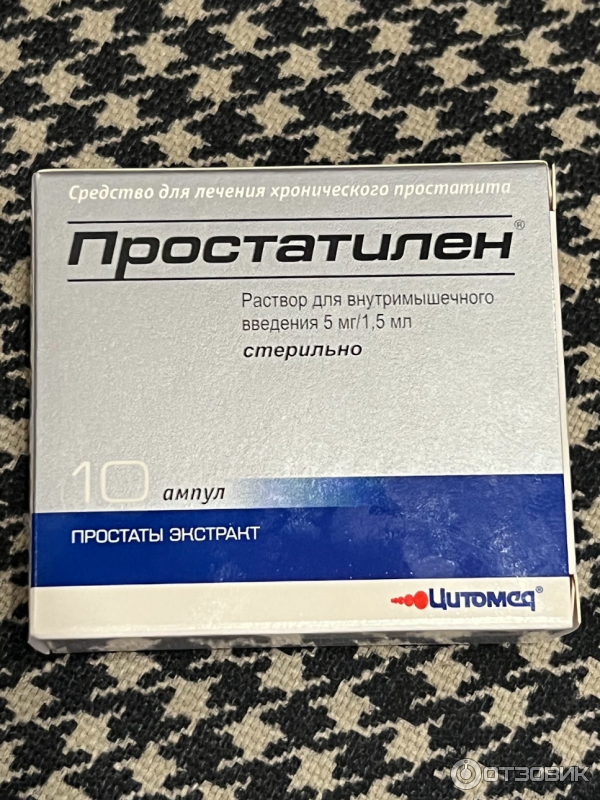 Средство для лечения хронического простатита
Простатилен®
Раствор для внутримышечного
введения 5 мг/1,5 мл
стерильно
10 ампул
ПРОСТАТЫ ЭКСТРАКТ
Цитомед®
ОТЗОВИК